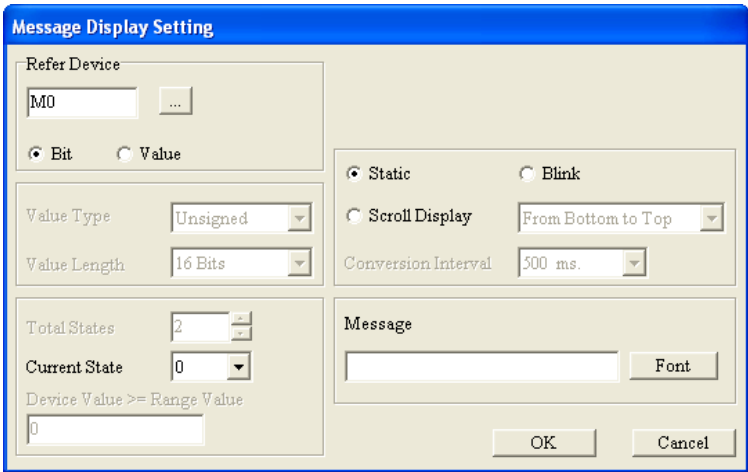 Message Display Setting
Refer Device
M0
...
Bit Value
Value Type Unsigned
Value Length 16 Bits
Total States 2
Current State 0
Device Value >= Range Value
0
Static Blink
Scroll Display From Bottom to Top
Conversion Interval 500 ms.
Message
Font
OK Cancel